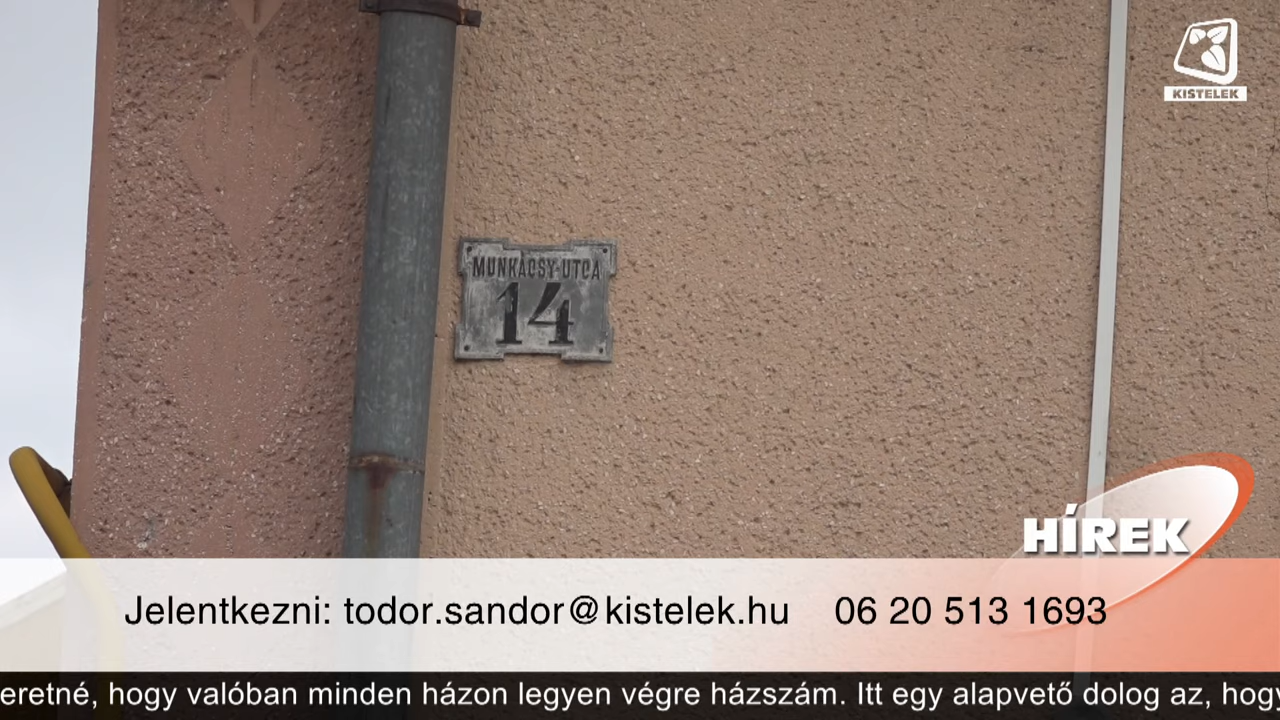 KISTELEK
MUNKÁCSY-UTCA
14
HÍREK
Jelentkezni: todor.sandor@kistelek.hu 06 20 513 1693
eretné, hogy valóban minden házon legyen végre házszám. Itt egy alapvető dolog az, hogy